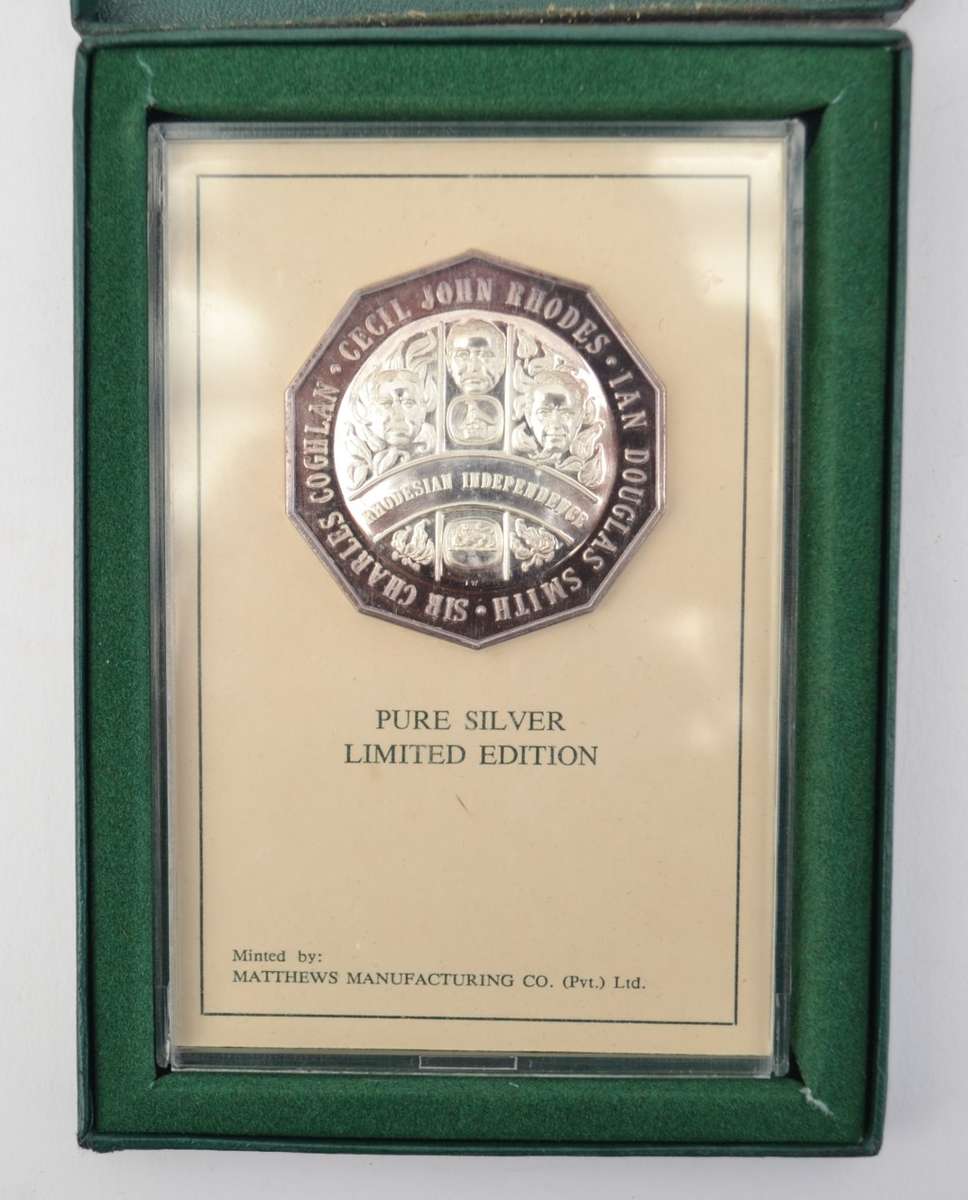 CECIL JOHN RHODES · IAN DOUGLAS SMITH · SIR CHARLES COGHLAN ·
RHODESIAN INDEPENDENCE
PURE SILVER
LIMITED EDITION
Minted by:
MATTHEWS MANUFACTURING CO. (Pvt.) Ltd.